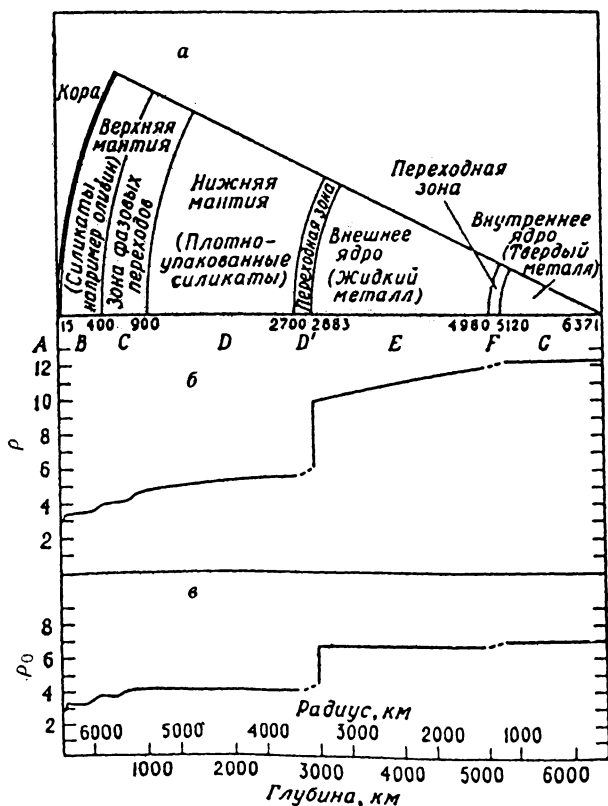 а
Кора
Верхняя
мантия
(Силикаты,
например оливин)
Зона фазовых
переходов
Нижняя
мантия
(Плотно-
упакованные
силикаты)
Переходная зона
Внешнее
ядро
(Жидкий
металл)
Переходная
зона
Внутреннее
ядро
(Твердый
металл)
15 400 900 2700 2883 4980 5120 6371
A B C D D' E F G
б
ρ
12
10
8
6
4
2
в
ρ0
8
6
4
2
Радиус, км
6000 5000 4000 3000 2000 1000
1000 2000 3000 4000 5000 6000
Глубина, км